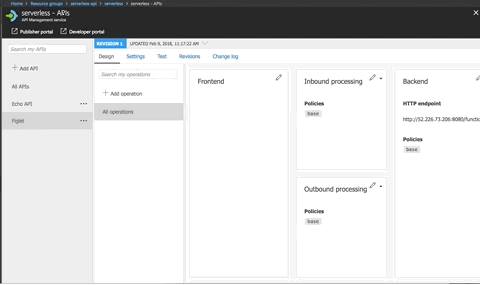 Home > Resource groups > serverless-api > serverless > serverless - APIs
serverless - APIs
API Management service
Publisher portal Developer portal
Search my APIs
+ Add API
All APIs
Echo API ...
Figlet ...
REVISION 1 UPDATED Feb 9, 2018, 11:17:22 AM
Design Settings Test Revisions Change log
Search my operations
+ Add operation
All operations
Frontend
Inbound processing
Policies
base
Outbound processing
Policies
base
Backend
HTTP endpoint
http://52.226.73.206:8080/functio
Policies
base